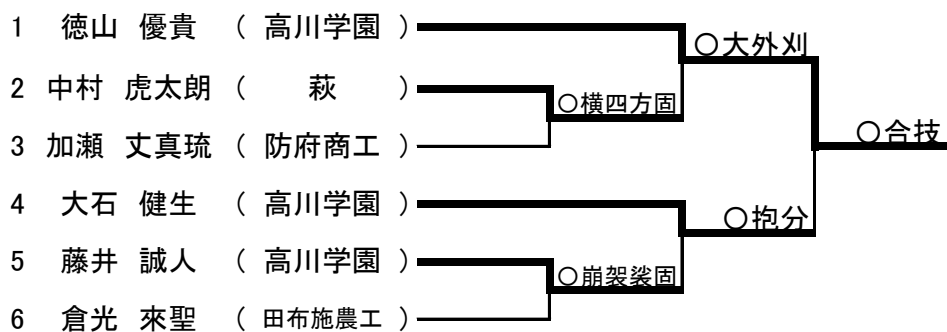 1 徳山 優貴 ( 高川学園 )
○大外刈
2 中村 虎太朗 ( 萩 )
○横四方固
3 加瀬 丈真琉 ( 防府商工 )
○合技
4 大石 健生 ( 高川学園 )
○抱分
5 藤井 誠人 ( 高川学園 )
○崩袈裟固
6 倉光 來聖 ( 田布施農工 )